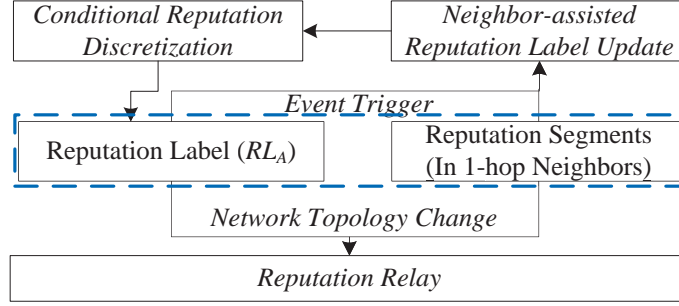 Conditional Reputation
Discretization
Neighbor-assisted
Reputation Label Update
Event Trigger
Reputation Label (RL_A)
Reputation Segments
(In 1-hop Neighbors)
Network Topology Change
Reputation Relay